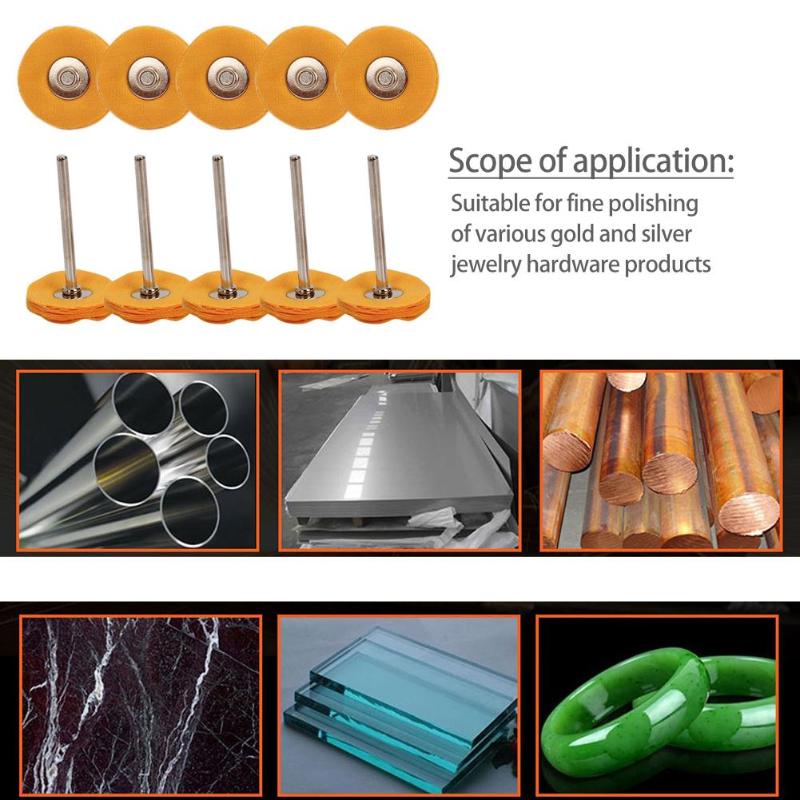 Scope of application:
Suitable for fine polishing
of various gold and silver
jewelry hardware products